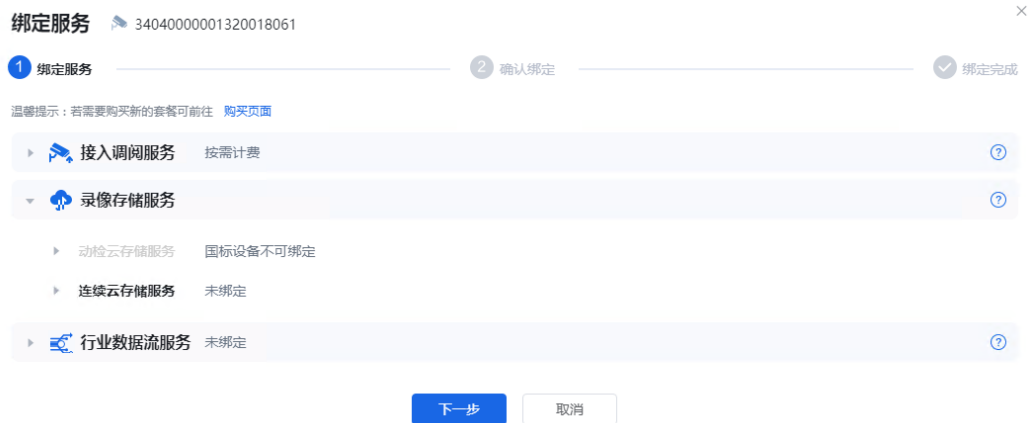 绑定服务 34040000001320018061
1 绑定服务 2 确认绑定 绑定完成
温馨提示：若需要购买新的套餐可前往 购买页面
接入调阅服务 按需计费 ?
录像存储服务 ?
动检云存储服务 国标设备不可绑定
连续云存储服务 未绑定
行业数据流服务 未绑定 ?
下一步 取消